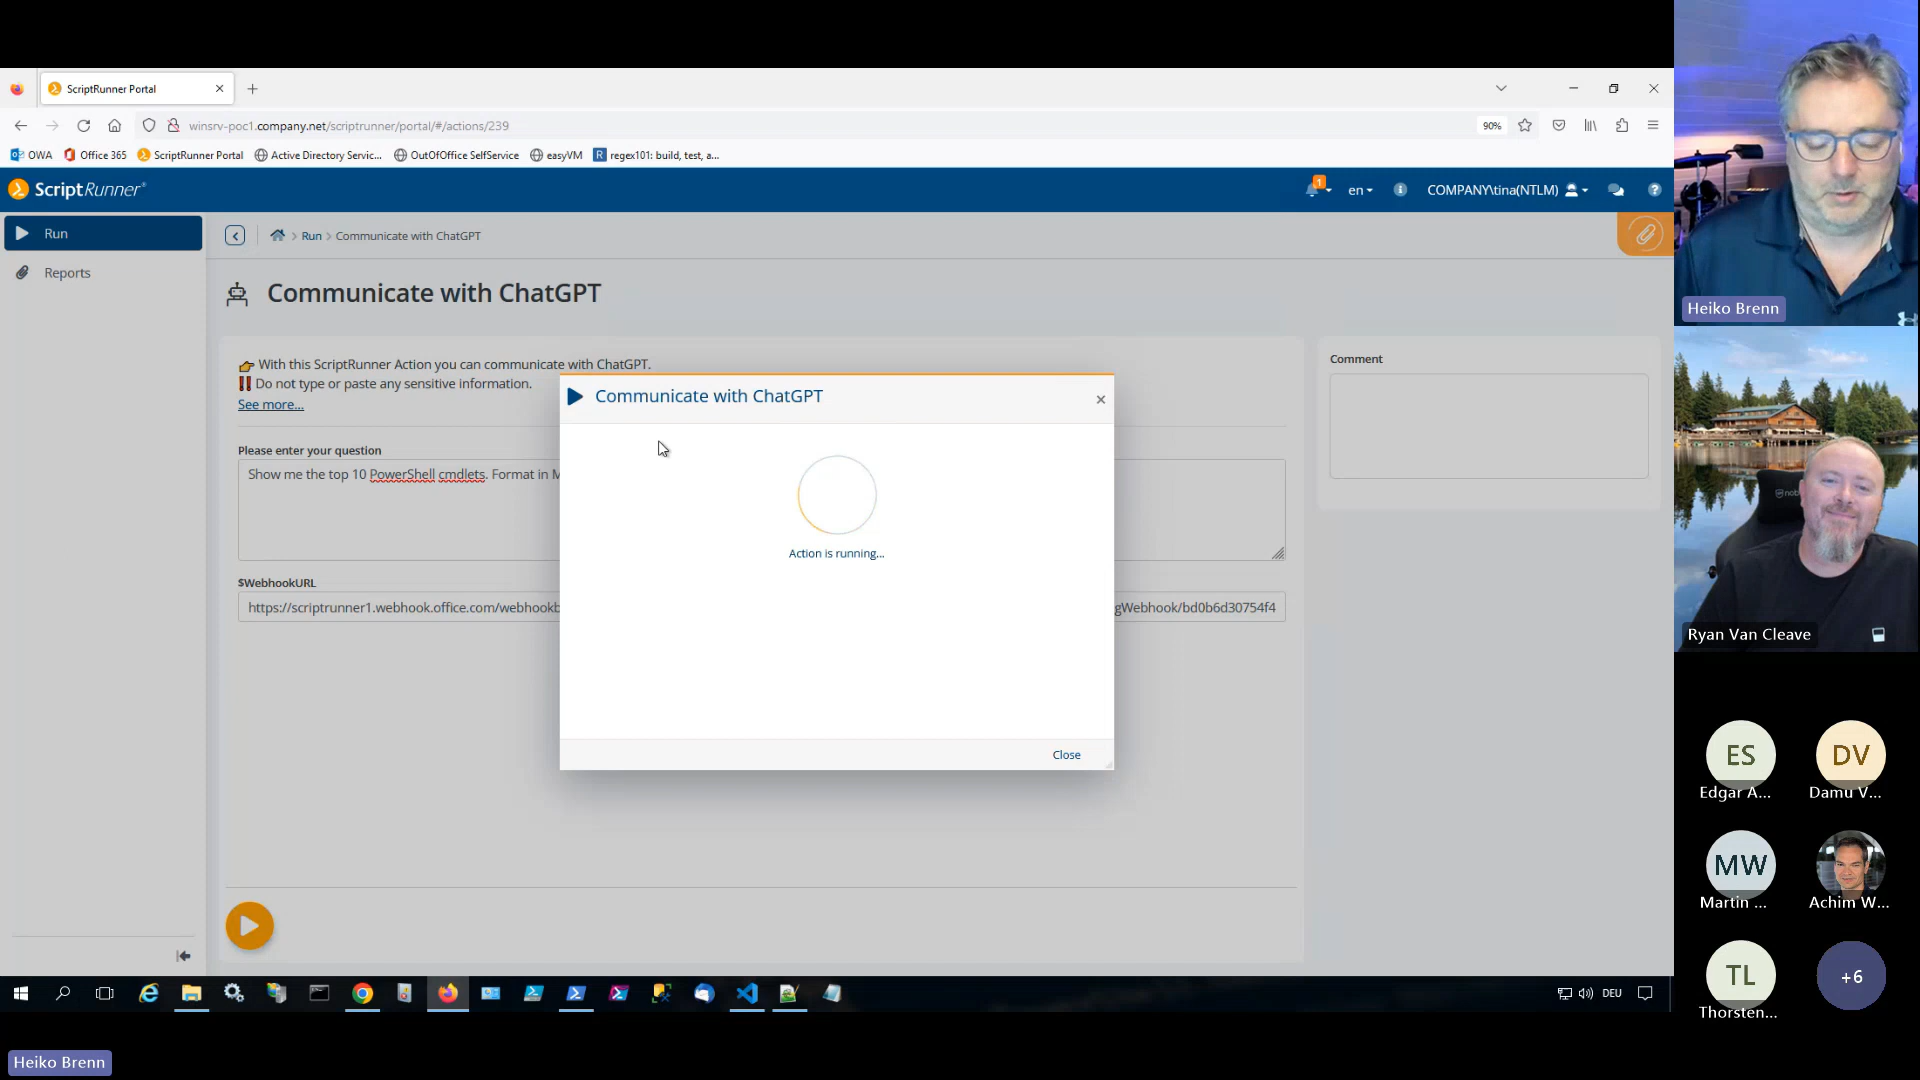 ScriptRunner Portal
winsrv-poc1.company.net/scriptrunner/portal/#/actions/239
90%
OWA
Office 365
ScriptRunner Portal
Active Directory Servic...
OutOfOffice SelfService
easyVM
R
regex101: build, test, a...
ScriptRunner®
1
en
COMPANY\tina(NTLM)
Run
Reports
Run > Communicate with ChatGPT
Communicate with ChatGPT
With this ScriptRunner Action you can communicate with ChatGPT.
Do not type or paste any sensitive information.
See more...
Please enter your question
Show me the top 10 PowerShell cmdlets. Format in M
$WebhookURL
https://scriptrunner1.webhook.office.com/webhookb
gWebhook/bd0b6d30754f4
Comment
Communicate with ChatGPT
×
Action is running...
Close
DEU
Heiko Brenn
Heiko Brenn
Ryan Van Cleave
ES
Edgar A...
DV
Damu V...
MW
Martin ...
Achim W...
TL
Thorsten...
+6